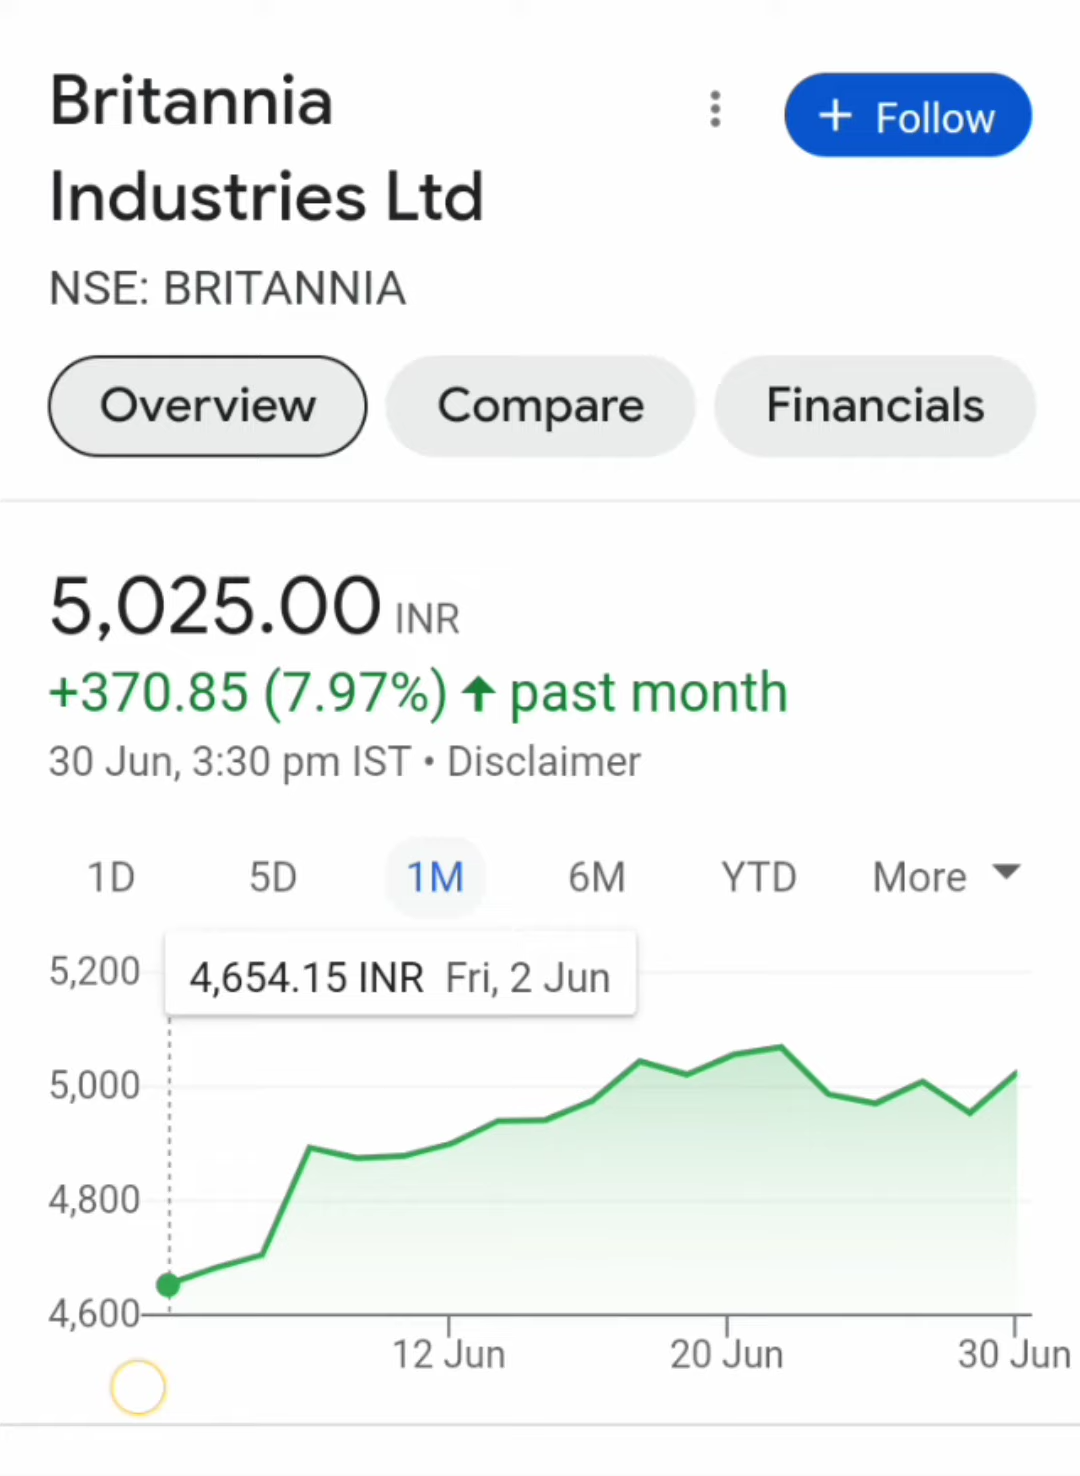 Britannia
Industries Ltd
+ Follow
NSE: BRITANNIA
Overview Compare Financials
5,025.00 INR
+370.85 (7.97%) ↑ past month
30 Jun, 3:30 pm IST • Disclaimer
1D 5D 1M 6M YTD More
4,654.15 INR Fri, 2 Jun
5,200
5,000
4,800
4,600
12 Jun 20 Jun 30 Jun